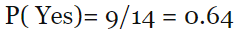 P( Yes)= 9/14 = 0.64